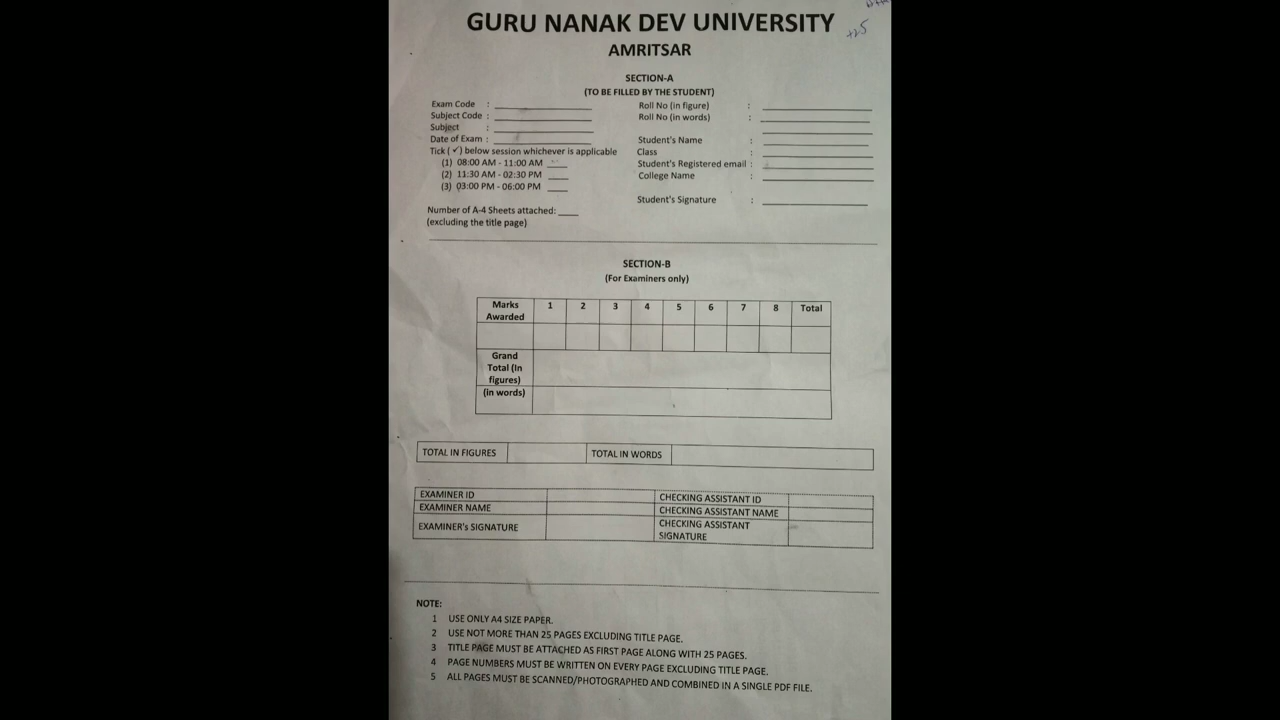 GURU NANAK DEV UNIVERSITY
+25
AMRITSAR
SECTION-A
(TO BE FILLED BY THE STUDENT)
Exam Code :
Subject Code :
Subject :
Date of Exam :
Tick ( ✓) below session whichever is applicable
(1) 08:00 AM - 11:00 AM
(2) 11:30 AM - 02:30 PM
(3) 03:00 PM - 06:00 PM
Number of A-4 Sheets attached:
(excluding the title page)
Roll No (in figure) :
Roll No (in words) :
Student's Name :
Class :
Student's Registered email :
College Name :
Student's Signature :
SECTION-B
(For Examiners only)
Marks Awarded 1 2 3 4 5 6 7 8 Total
Grand
Total (In
figures)
(in words)
TOTAL IN FIGURES TOTAL IN WORDS
EXAMINER ID CHECKING ASSISTANT ID
EXAMINER NAME CHECKING ASSISTANT NAME
EXAMINER's SIGNATURE CHECKING ASSISTANT
SIGNATURE
NOTE:
1 USE ONLY A4 SIZE PAPER.
2 USE NOT MORE THAN 25 PAGES EXCLUDING TITLE PAGE.
3 TITLE PAGE MUST BE ATTACHED AS FIRST PAGE ALONG WITH 25 PAGES.
4 PAGE NUMBERS MUST BE WRITTEN ON EVERY PAGE EXCLUDING TITLE PAGE.
5 ALL PAGES MUST BE SCANNED/PHOTOGRAPHED AND COMBINED IN A SINGLE PDF FILE.